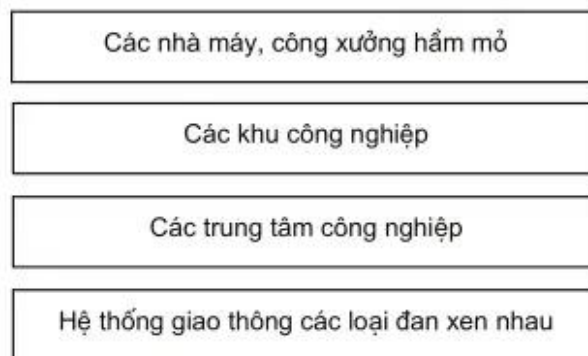 Các nhà máy, công xưởng hầm mỏ
Các khu công nghiệp
Các trung tâm công nghiệp
Hệ thống giao thông các loại đan xen nhau